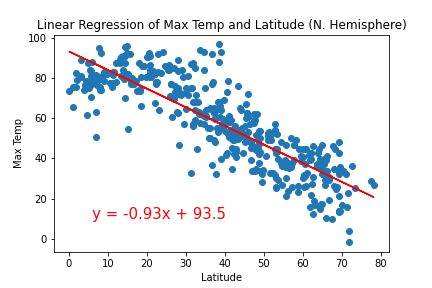 Linear Regression of Max Temp and Latitude (N. Hemisphere)
100
80
60
40
20
0
Max Temp
y = -0.93x + 93.5
0 10 20 30 40 50 60 70 80
Latitude